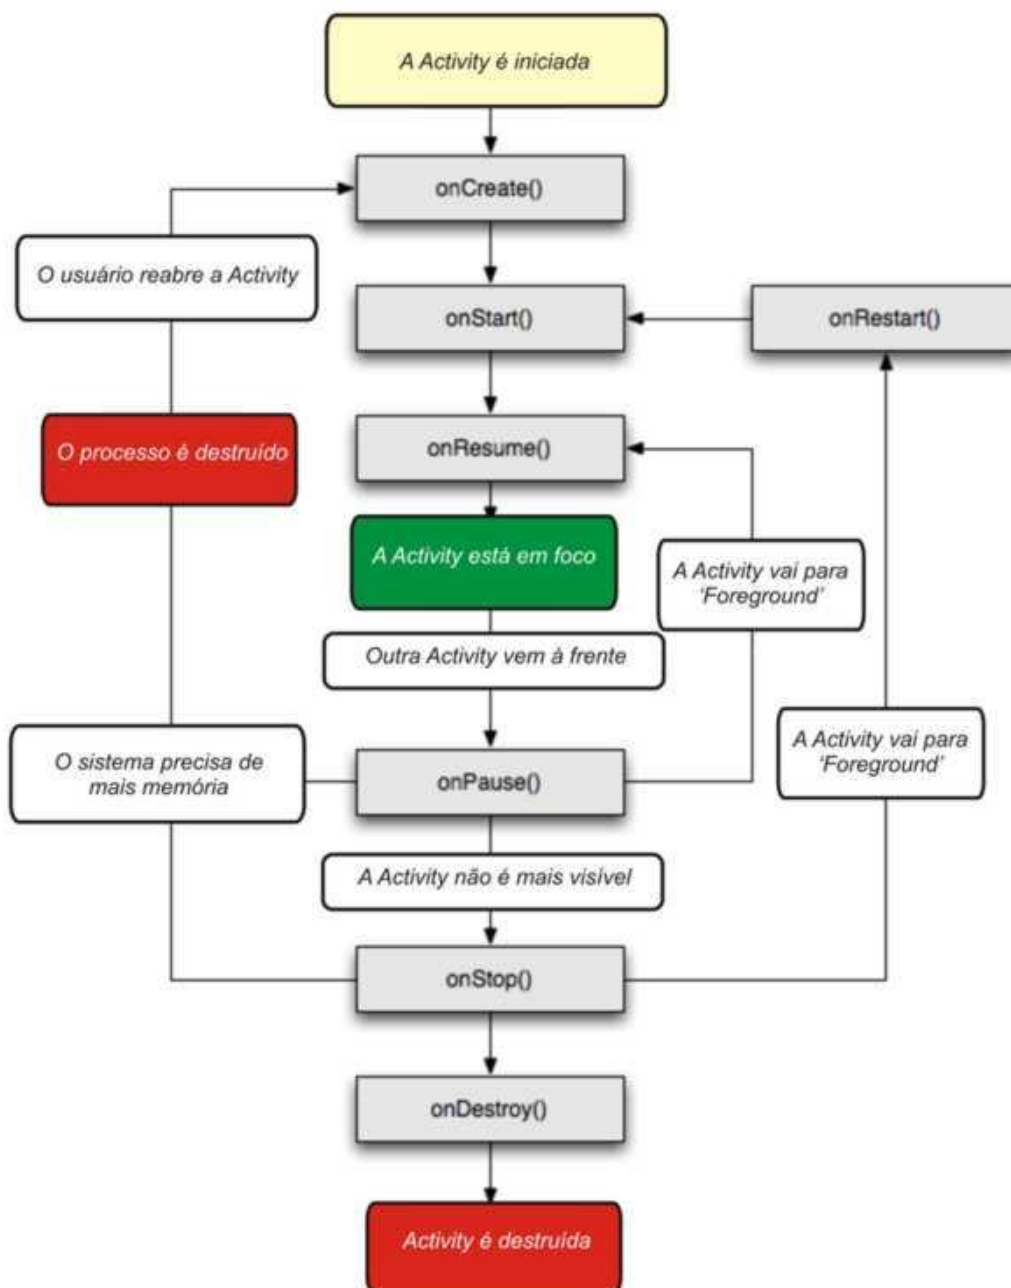 A Activity é iniciada
onCreate()
O usuário reabre a Activity
onStart()
onRestart()
O processo é destruído
onResume()
A Activity está em foco
A Activity vai para
‘Foreground’
Outra Activity vem à frente
O sistema precisa de
mais memória
onPause()
A Activity vai para
‘Foreground’
A Activity não é mais visível
onStop()
onDestroy()
Activity é destruída